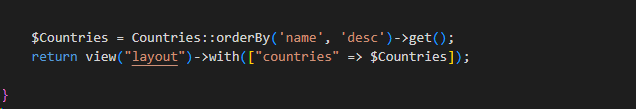 $Countries = Countries::orderBy('name', 'desc')->get();
return view("layout")->with(["countries" => $Countries]);
}